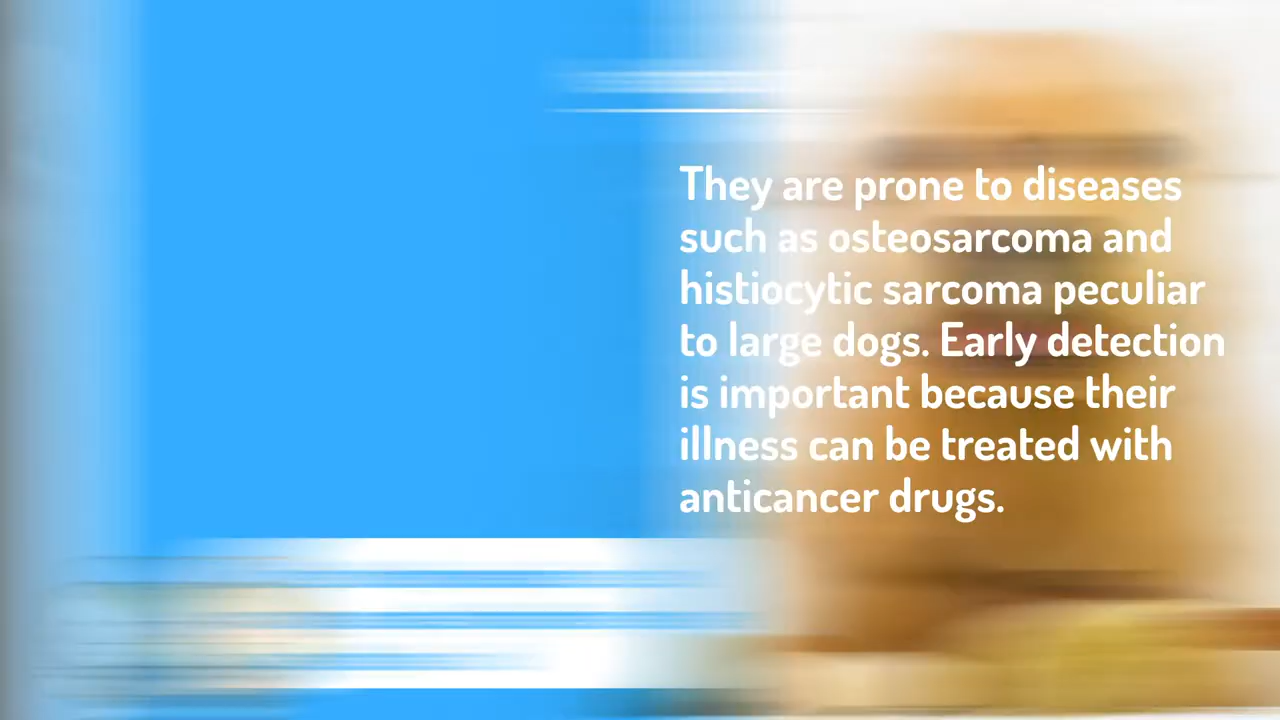 They are prone to diseases
such as osteosarcoma and
histiocytic sarcoma peculiar
to large dogs. Early detection
is important because their
illness can be treated with
anticancer drugs.